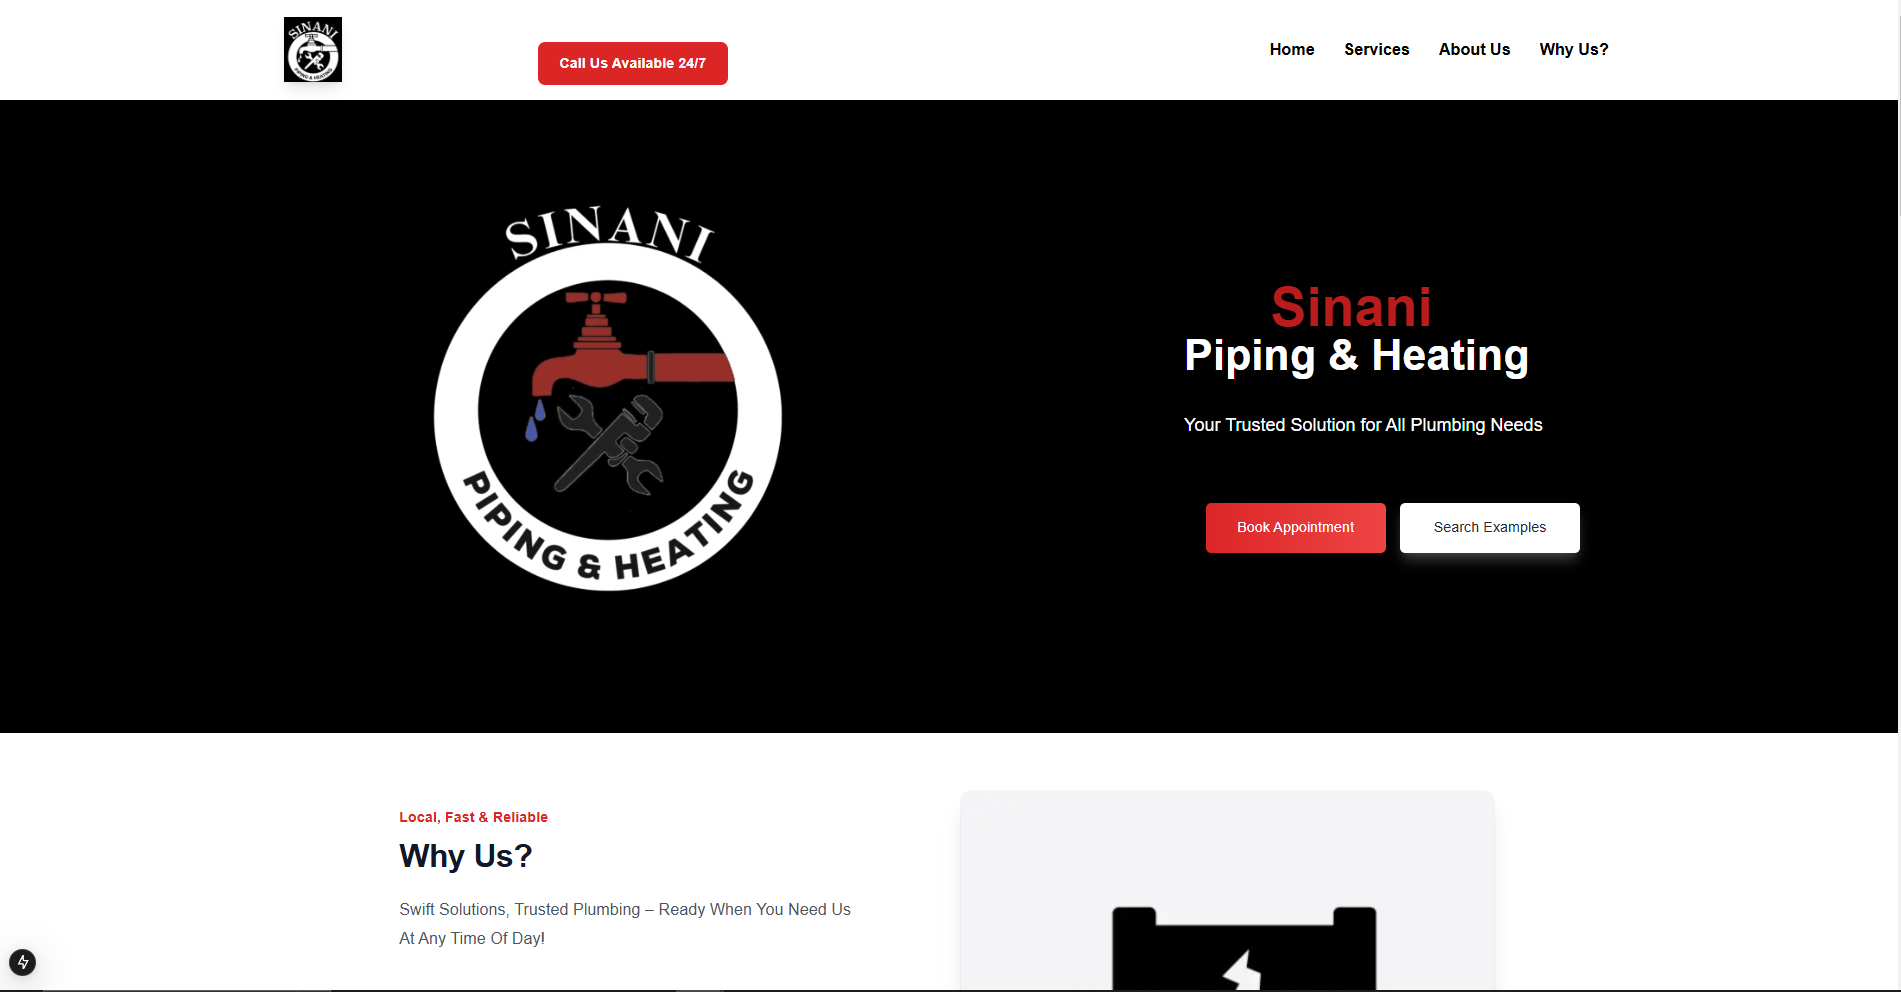 SINANI
PIPING & HEATING
Call Us Available 24/7
Home
Services
About Us
Why Us?
SINANI
PIPING & HEATING
Sinani
Piping & Heating
Your Trusted Solution for All Plumbing Needs
Book Appointment
Search Examples
Local, Fast & Reliable
Why Us?
Swift Solutions, Trusted Plumbing – Ready When You Need Us
At Any Time Of Day!